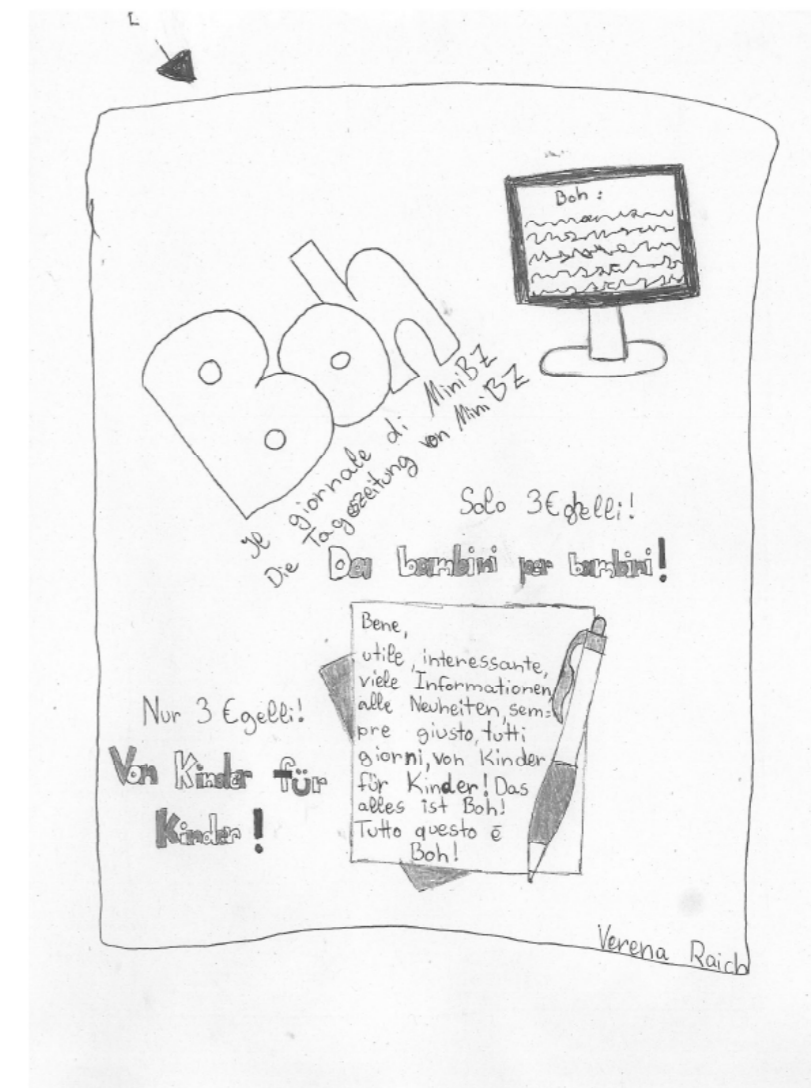 Boh :
Boh
Il giornale di MiniBZ
Die Tageszeitung von MiniBZ
Solo 3 €gelli!
Da bambini per bambini!
Bene,
utile, interessante,
viele Informationen
alle Neuheiten, sem=
pre giusto, tutti
giorni, von Kinder
für Kinder! Das
alles ist Boh!
Tutto questo ē
Boh!
Nur 3 €gelli!
Von Kinder für
Kinder!
Verena Raich